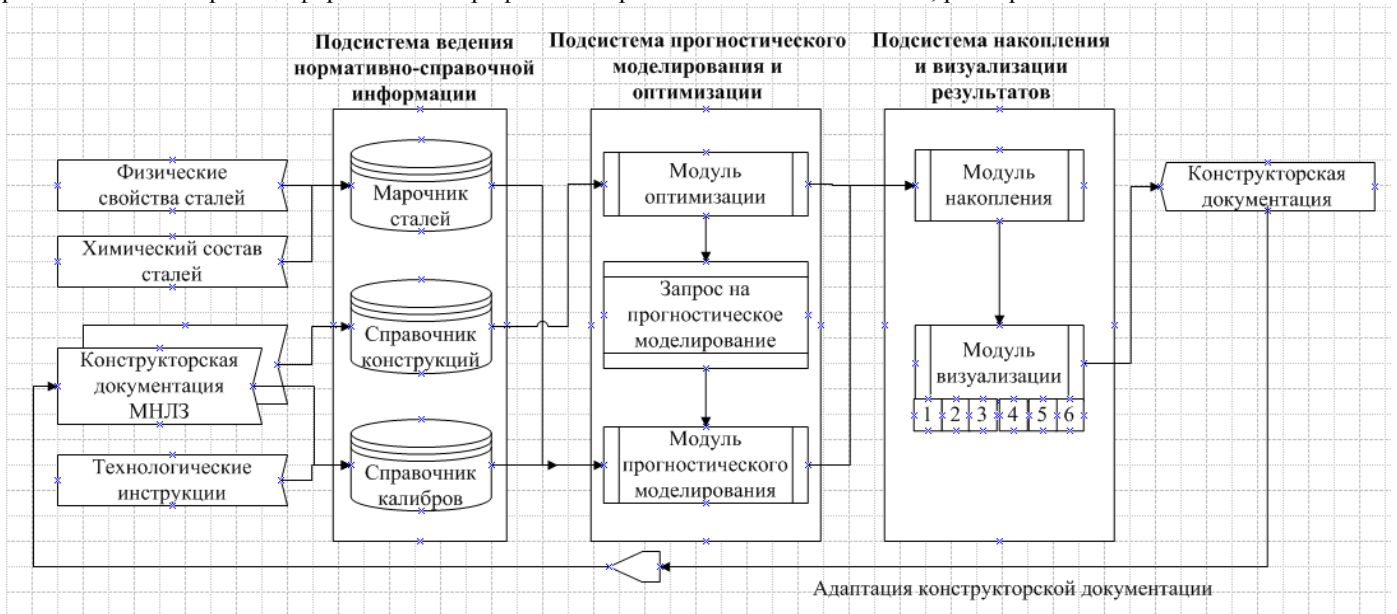 Подсистема ведения
нормативно-справочной
информации
Подсистема прогностического
моделирования и
оптимизации
Подсистема накопления
и визуализации
результатов
Физические
свойства сталей
Химический состав
сталей
Конструкторская
документация
МНЛЗ
Технологические
инструкции
Марочник
сталей
Справочник
конструкций
Справочник
калибров
Модуль
оптимизации
Запрос на
прогностическое
моделирование
Модуль
прогностического
моделирования
Модуль
накопления
Модуль
визуализации
1 2 3 4 5 6
Конструкторская
документация
Адаптация конструкторской документации